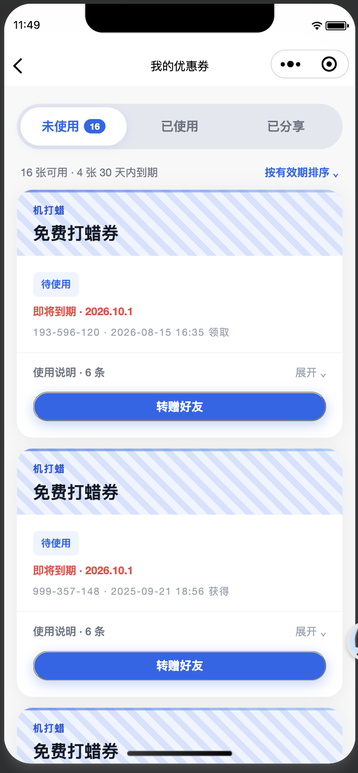 11:49
我的优惠券
未使用 16 已使用 已分享
16 张可用 · 4 张 30 天内到期 按有效期排序
机打蜡
免费打蜡券
待使用
即将到期 · 2026.10.1
193-596-120 · 2026-08-15 16:35 领取
使用说明 · 6 条 展开
转赠好友
机打蜡
免费打蜡券
待使用
即将到期 · 2026.10.1
999-357-148 · 2025-09-21 18:56 获得
使用说明 · 6 条 展开
转赠好友
机打蜡
免费打蜡券